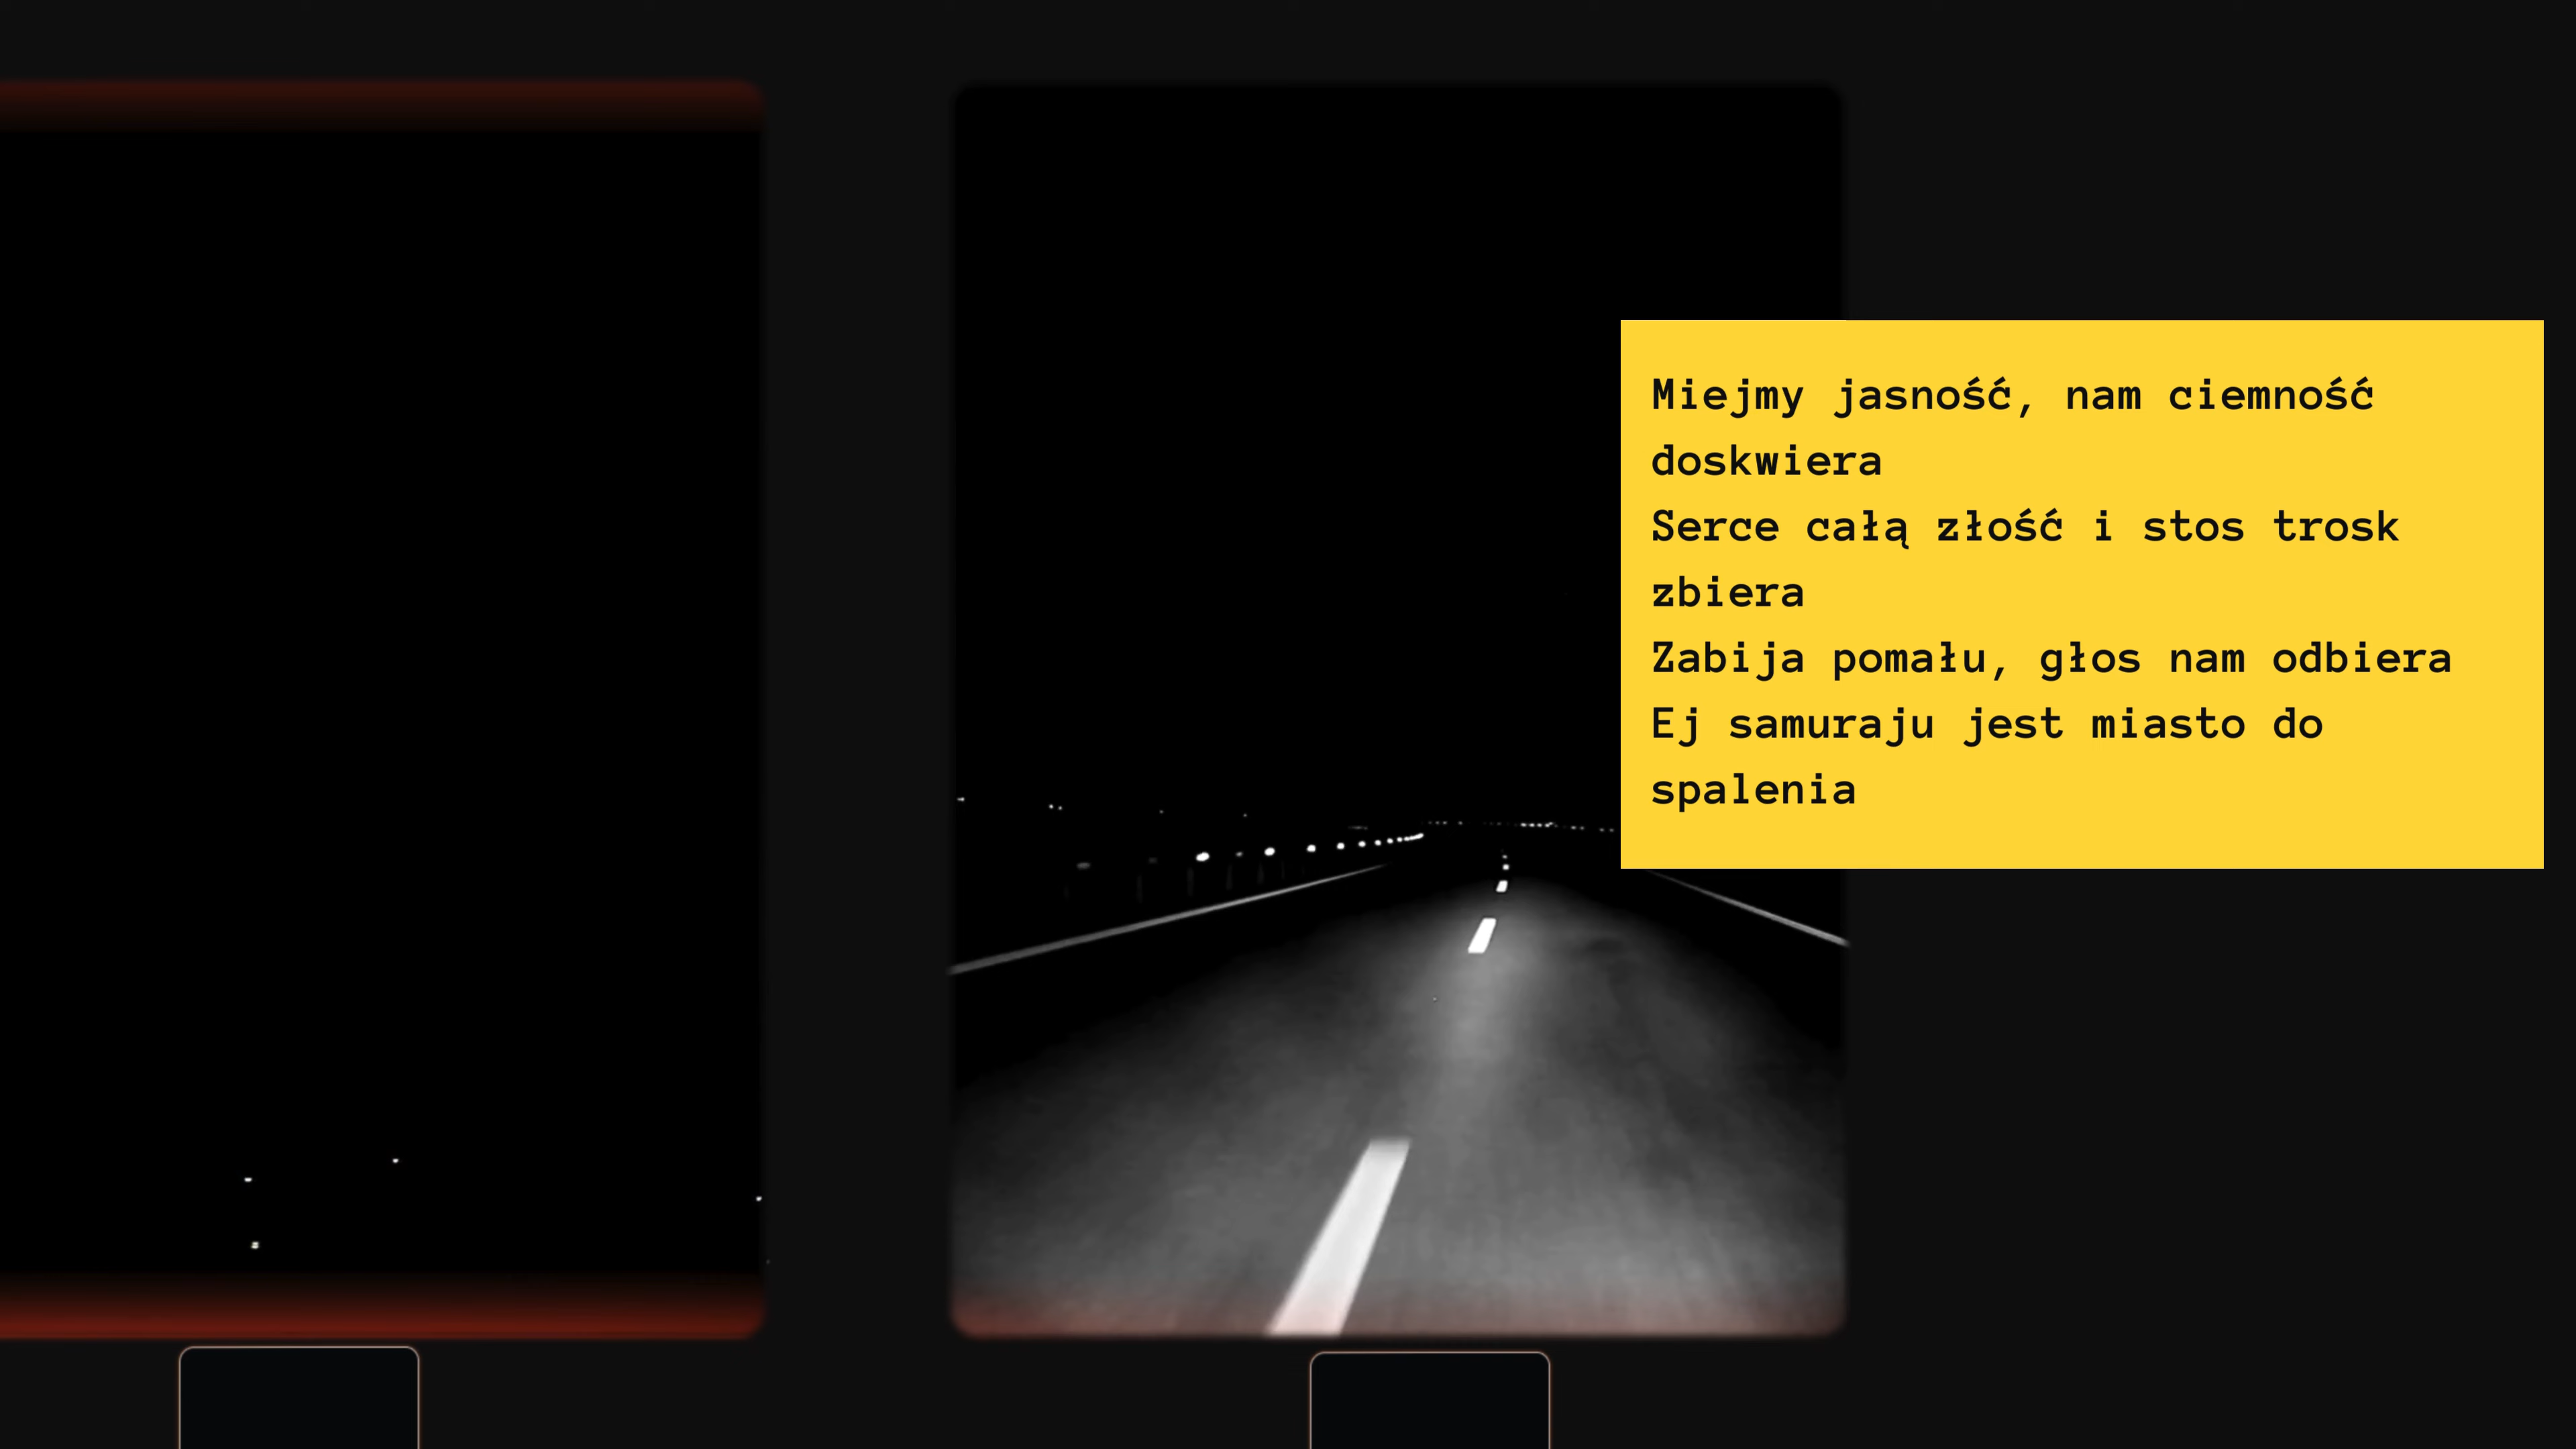 Miejmy jasność, nam ciemność
doskwiera
Serce całą złość i stos trosk
zbiera
Zabija pomału, głos nam odbiera
Ej samuraju jest miasto do
spalenia